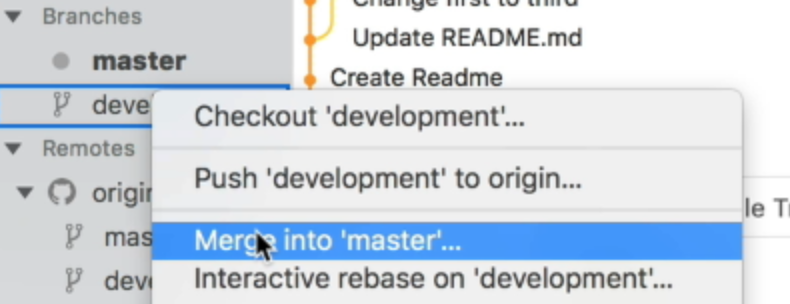 Branches
master
deve
Remotes
origin
mas
deve
Change first to third
Update README.md
Create Readme
Checkout 'development'...
Push 'development' to origin...
Merge into 'master'...
Interactive rebase on 'development'...
le Tr